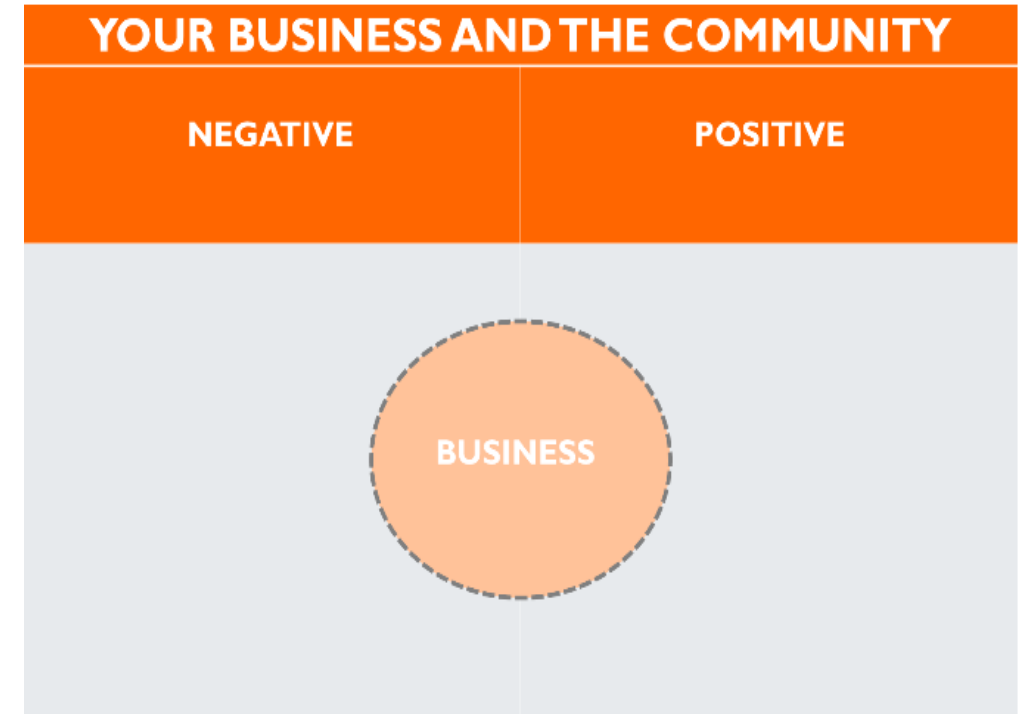 YOUR BUSINESS AND THE COMMUNITY
NEGATIVE
POSITIVE
BUSINESS